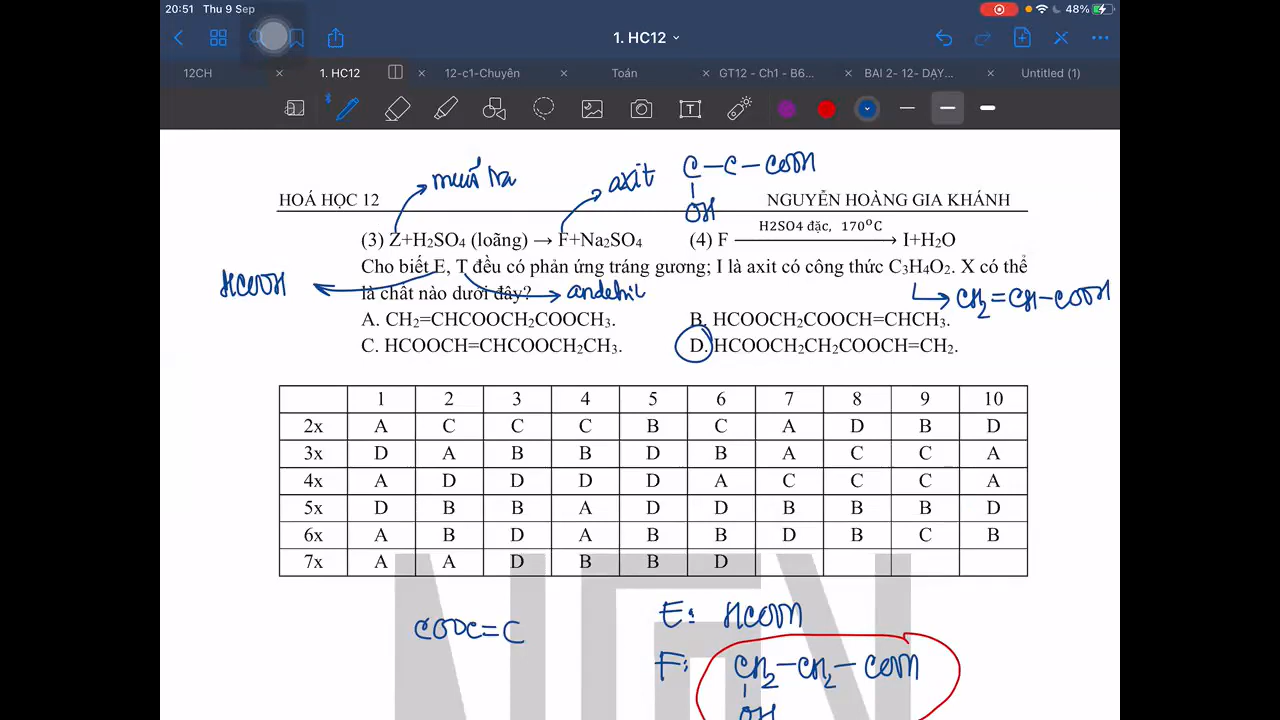 20:51 Thu 9 Sep
48%
1. HC12
12CH
1. HC12
12-c1-Chuyên
Toán
GT12 - Ch1 - B6...
BAI 2- 12- DẠY...
Untitled (1)
muối Na
axit
C-C-COOH
OH
HOÁ HỌC 12
NGUYỄN HOÀNG GIA KHÁNH
(3) Z+H₂SO₄ (loãng) → F+Na₂SO₄ (4) F H2SO4 đặc, 170⁰C → I+H₂O
Cho biết E, T đều có phản ứng tráng gương; I là axit có công thức C₃H₄O₂. X có thể
HCOOH
là chất nào dưới đây?
anđehit
CH₂=CH-COOH
A. CH₂=CHCOOCH₂COOCH₃. B. HCOOCH₂COOCH=CHCH₃.
C. HCOOCH=CHCOOCH₂CH₃. D. HCOOCH₂CH₂COOCH=CH₂.
1 2 3 4 5 6 7 8 9 10
2x A C C C B C A D B D
3x D A B B D B A C C A
4x A D D D D A C C C A
5x D B B A D D B B B D
6x A B D A B B D B C B
7x A A D B B D
COOC=C
E: HCOOH
F: CH₂-CH₂-COOH
OH